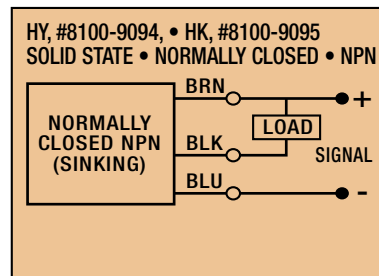 HY, #8100-9094, • HK, #8100-9095
SOLID STATE • NORMALLY CLOSED • NPN
BRN
+
NORMALLY
CLOSED NPN
(SINKING)
LOAD
BLK
SIGNAL
BLU
-